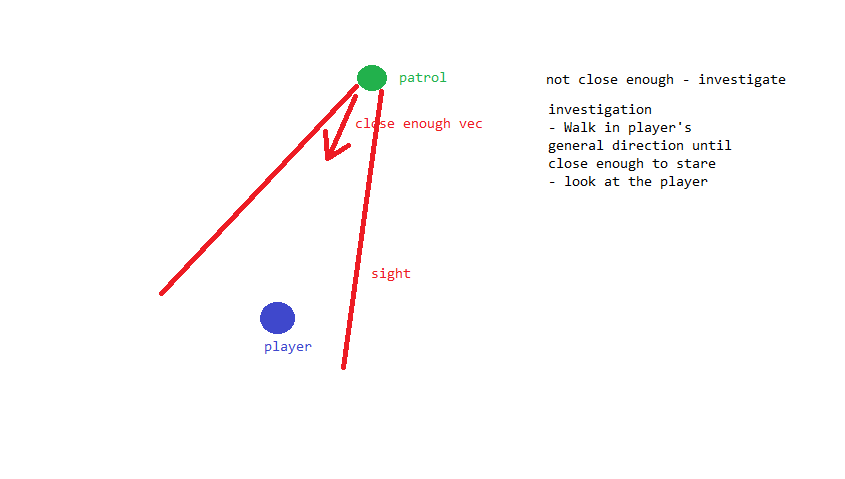 patrol
close enough vec
sight
player
not close enough - investigate
investigation
- Walk in player's
general direction until
close enough to stare
- look at the player